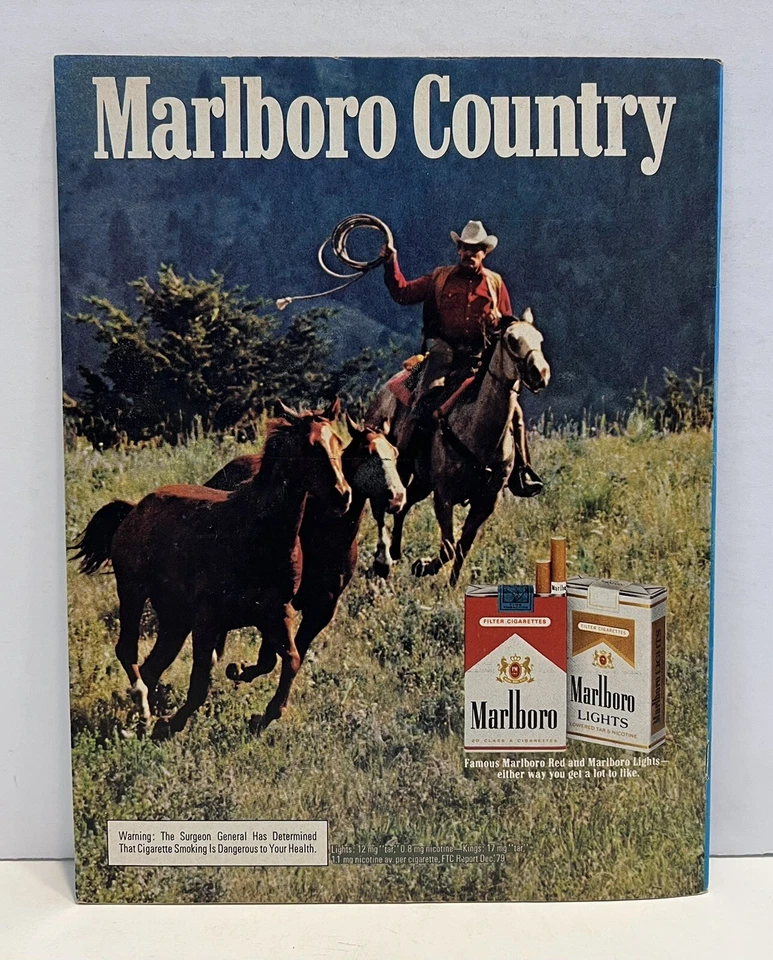 Marlboro Country
FILTER CIGARETTES
Marlboro
20 CLASS A CIGARETTES
FILTER CIGARETTES
Marlboro
LIGHTS
LOWERED TAR & NICOTINE
Marlboro LIGHTS
Famous Marlboro Red and Marlboro Lights—
either way you get a lot to like.
Warning: The Surgeon General Has Determined
That Cigarette Smoking Is Dangerous to Your Health.
Lights: 12 mg "tar," 0.8 mg nicotine—Kings: 17 mg "tar,"
1.1 mg nicotine av. per cigarette, FTC Report Dec.'79